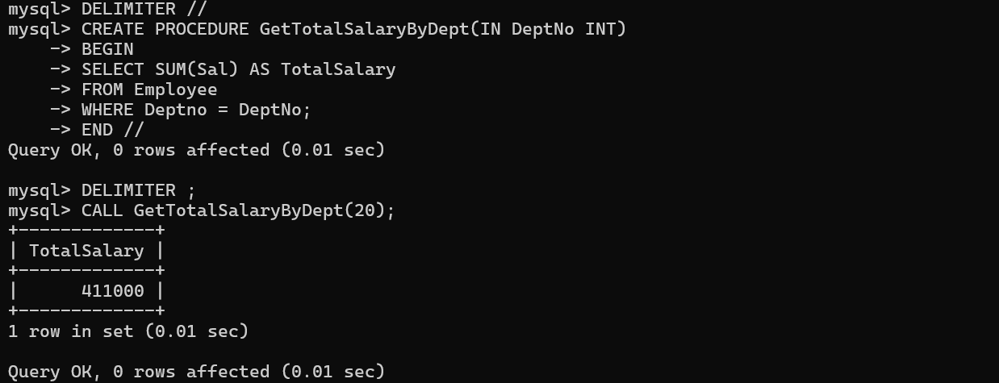 mysql> DELIMITER //
mysql> CREATE PROCEDURE GetTotalSalaryByDept(IN DeptNo INT)
    -> BEGIN
    -> SELECT SUM(Sal) AS TotalSalary
    -> FROM Employee
    -> WHERE Deptno = DeptNo;
    -> END //
Query OK, 0 rows affected (0.01 sec)

mysql> DELIMITER ;
mysql> CALL GetTotalSalaryByDept(20);
+-------------+
| TotalSalary |
+-------------+
|      411000 |
+-------------+
1 row in set (0.01 sec)

Query OK, 0 rows affected (0.01 sec)